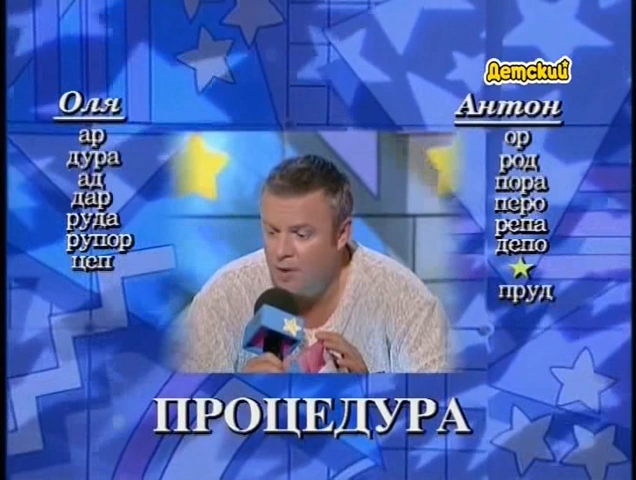 Детский
Оля
ар
дура
ад
дар
руда
рупор
цеп
Антон
ор
род
пора
перо
репа
депо
пруд
ПРОЦЕДУРА